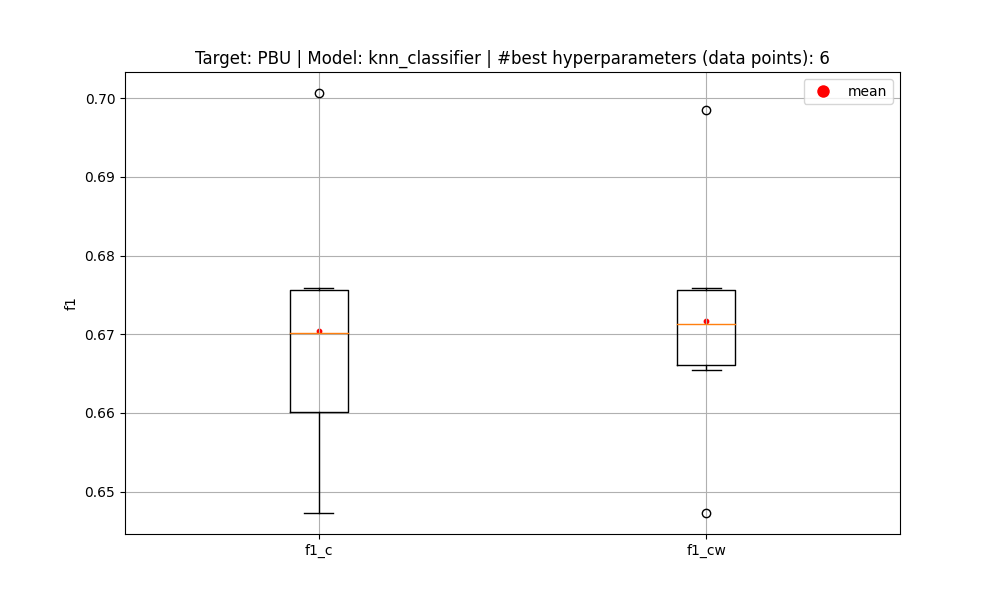 Target: PBU | Model: knn_classifier | #best hyperparameters (data points): 6
mean
0.70
0.69
0.68
0.67
0.66
0.65
f1
f1_c
f1_cw